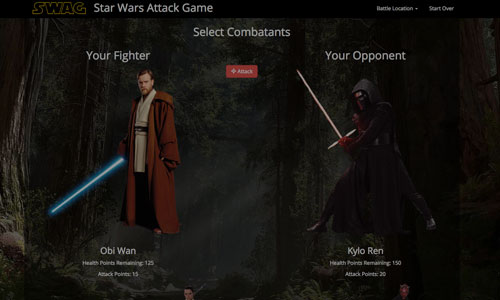 SWAG Star Wars Attack Game Battle Location Start Over
Select Combatants
Your Fighter Your Opponent
Attack
Obi Wan Kylo Ren
Health Points Remaining: 125 Health Points Remaining: 150
Attack Points: 15 Attack Points: 20